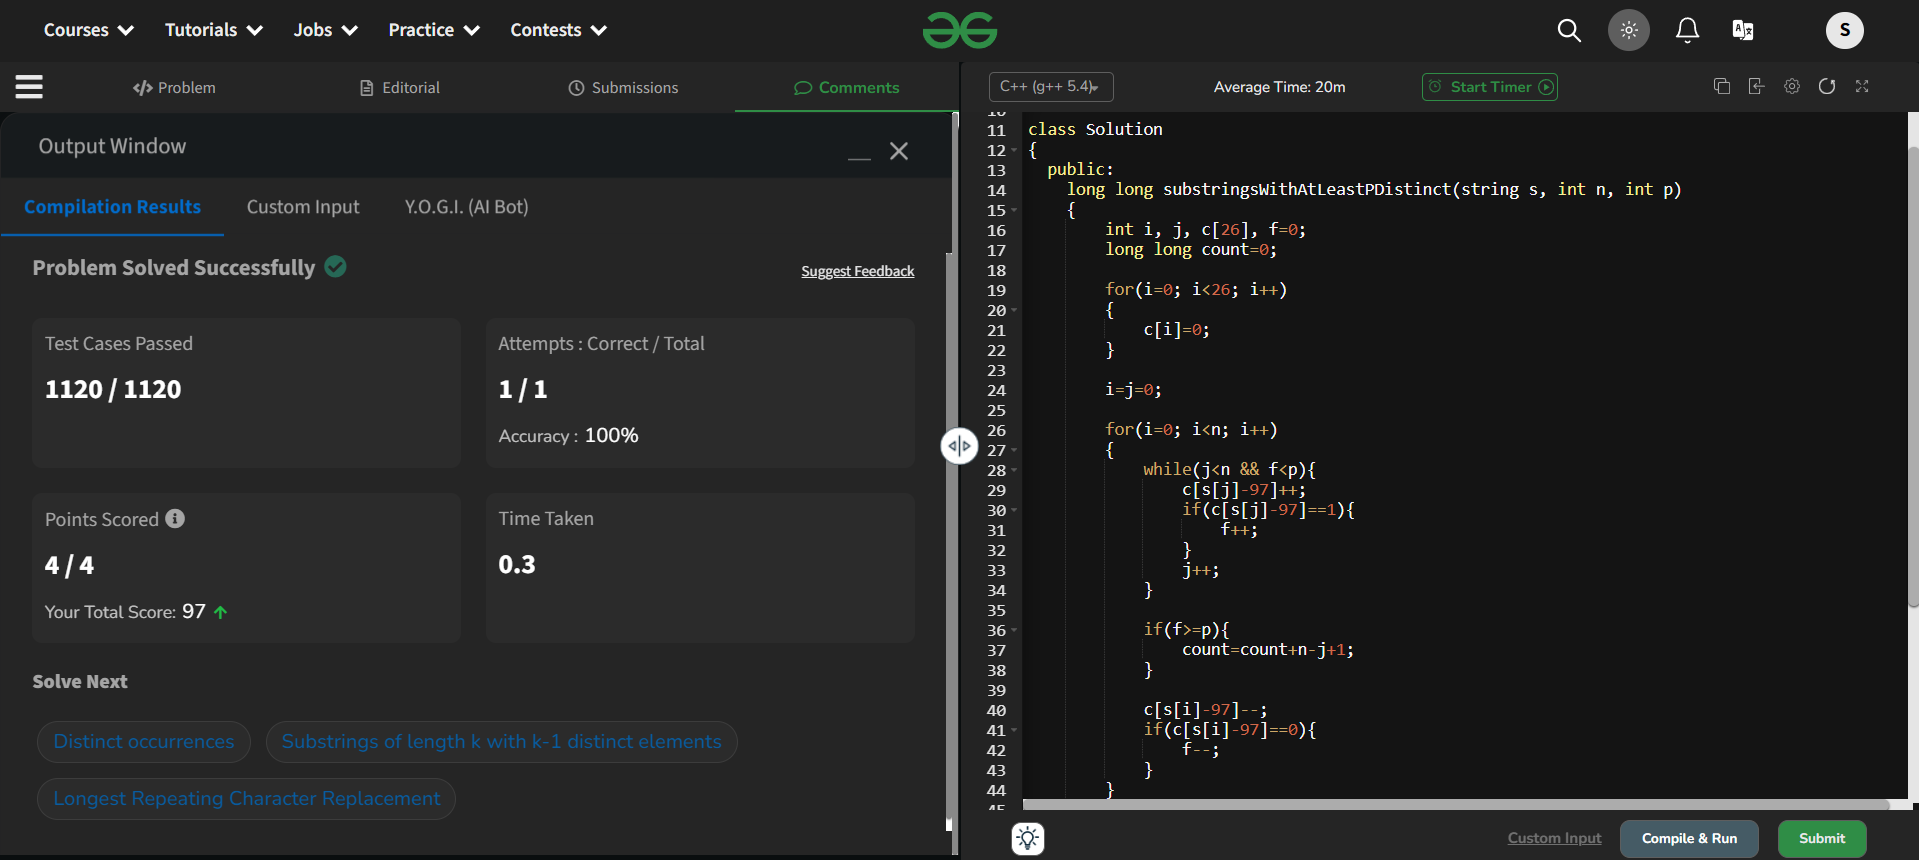 Courses Tutorials Jobs Practice Contests S
Problem Editorial Submissions Comments
Output Window
Compilation Results Custom Input Y.O.G.I. (AI Bot)
Problem Solved Successfully
Suggest Feedback
Test Cases Passed
1120 / 1120
Attempts : Correct / Total
1 / 1
Accuracy : 100%
Points Scored
4 / 4
Your Total Score: 97
Time Taken
0.3
Solve Next
Distinct occurrences
Substrings of length k with k-1 distinct elements
Longest Repeating Character Replacement
C++ (g++ 5.4) Average Time: 20m Start Timer
10
11 class Solution
12 {
13 public:
14 long long substringsWithAtLeastPDistinct(string s, int n, int p)
15 {
16 int i, j, c[26], f=0;
17 long long count=0;
18
19 for(i=0; i<26; i++)
20 {
21 c[i]=0;
22 }
23
24 i=j=0;
25
26 for(i=0; i<n; i++)
27 {
28 while(j<n && f<p){
29 c[s[j]-97]++;
30 if(c[s[j]-97]==1){
31 f++;
32 }
33 j++;
34 }
35
36 if(f>=p){
37 count=count+n-j+1;
38 }
39
40 c[s[i]-97]--;
41 if(c[s[i]-97]==0){
42 f--;
43 }
44 }
45
Custom Input Compile & Run Submit